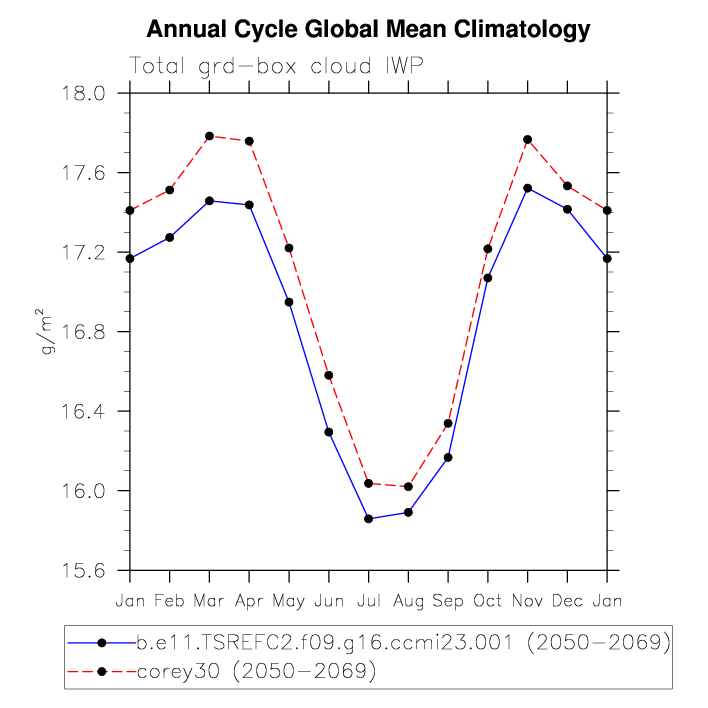 Annual Cycle Global Mean Climatology
Total grd-box cloud IWP
18.0
17.6
17.2
16.8
16.4
16.0
15.6
g/m²
Jan Feb Mar Apr May Jun Jul Aug Sep Oct Nov Dec Jan
b.e11.TSREFC2.f09.g16.ccmi23.001 (2050-2069)
corey30 (2050-2069)